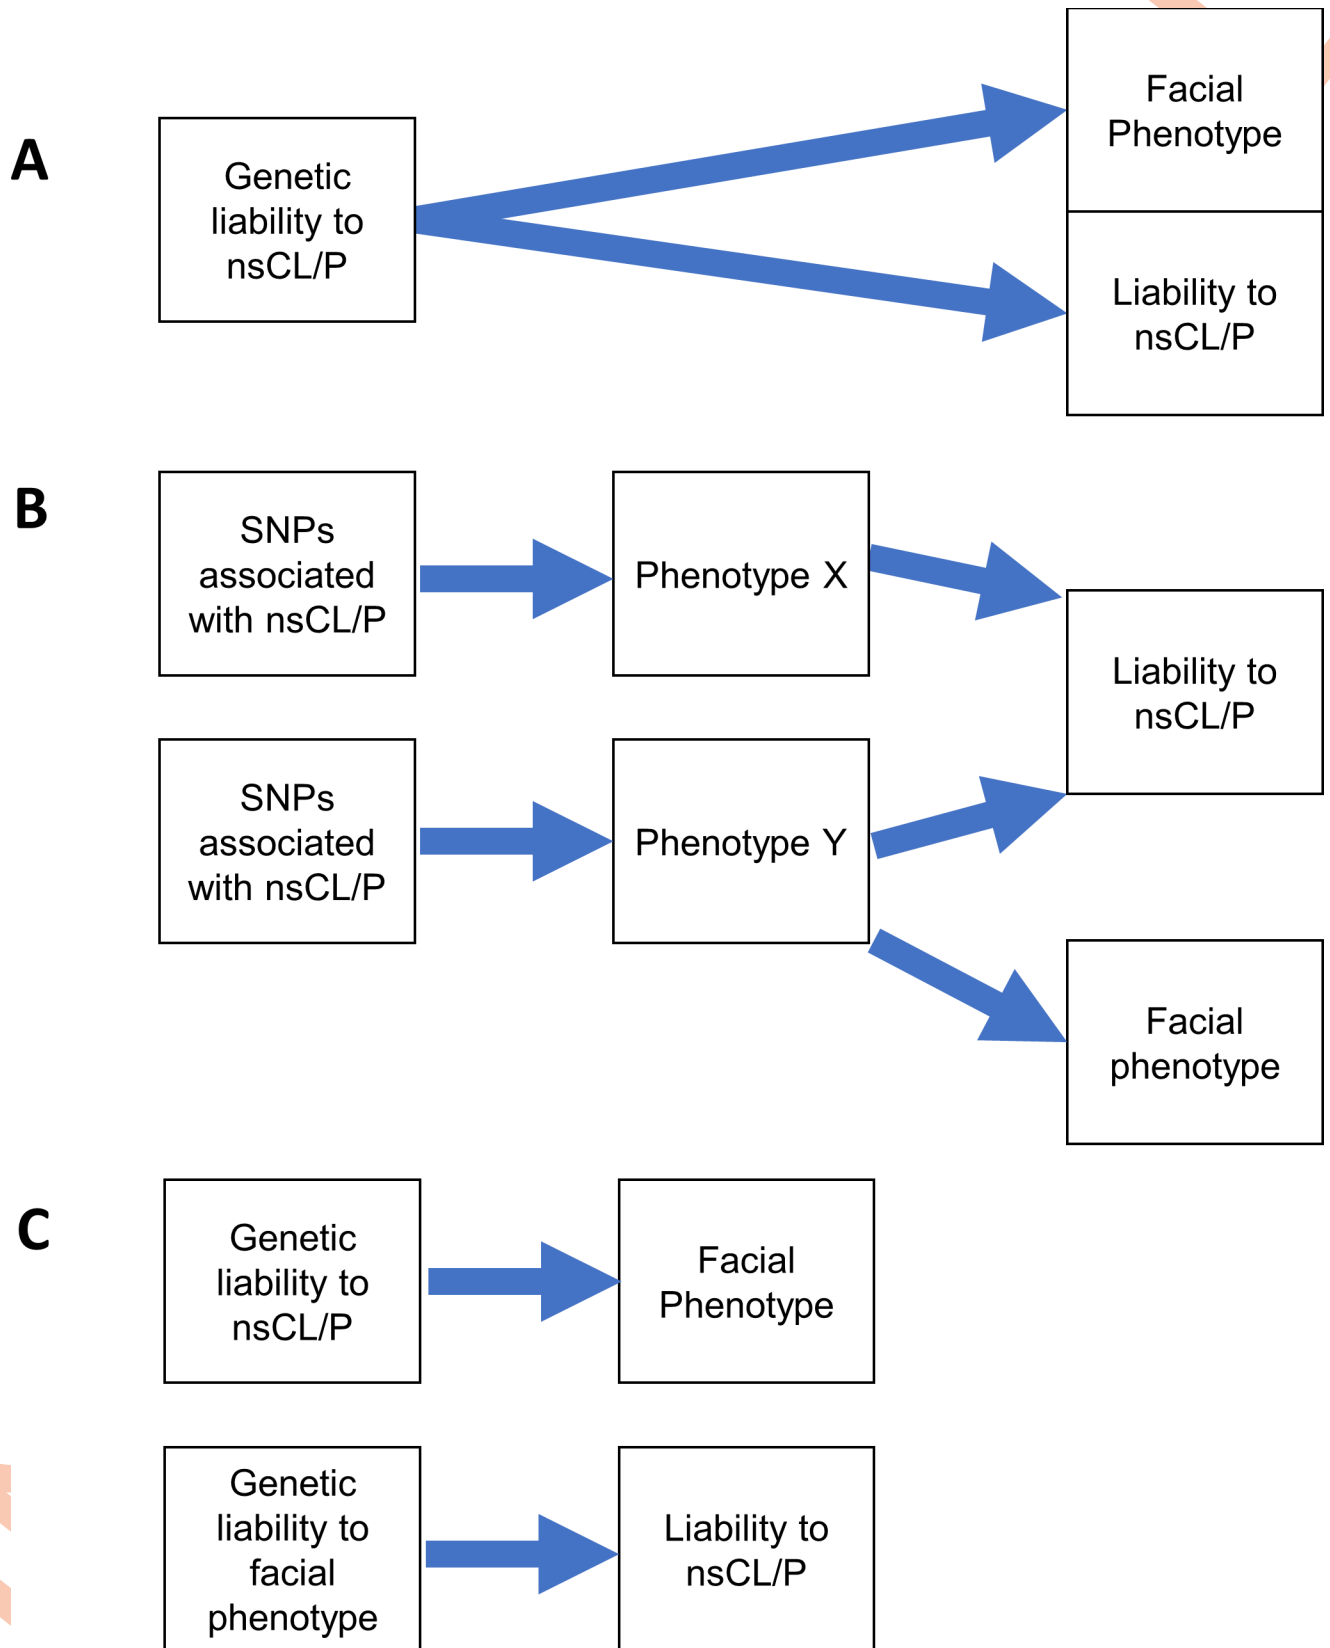 A
Genetic
liability to
nsCL/P
Facial
Phenotype
Liability to
nsCL/P
B
SNPs
associated
with nsCL/P
Phenotype X
Liability to
nsCL/P
SNPs
associated
with nsCL/P
Phenotype Y
Facial
phenotype
C
Genetic
liability to
nsCL/P
Facial
Phenotype
Genetic
liability to
facial
phenotype
Liability to
nsCL/P